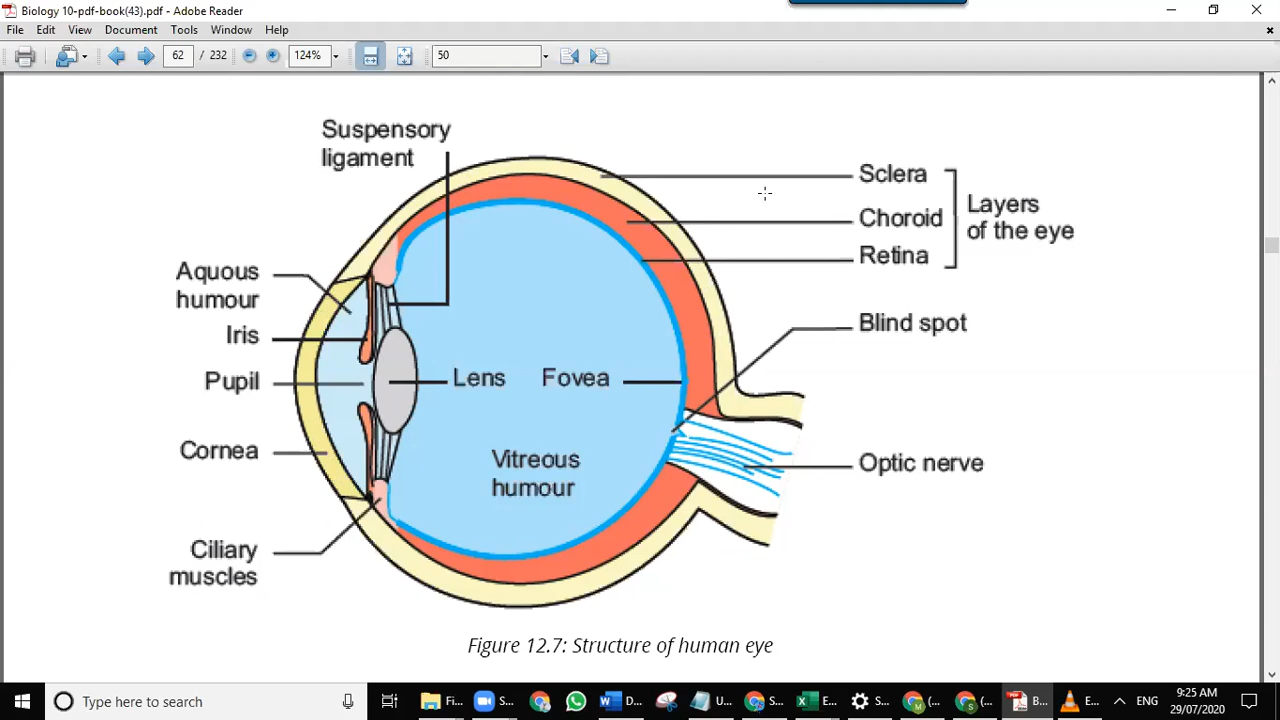 Biology 10-pdf-book(43).pdf - Adobe Reader
File Edit View Document Tools Window Help
62 / 232 124% 50
Suspensory
ligament
Sclera
Choroid
Retina
Layers
of the eye
Aquous
humour
Iris
Pupil
Cornea
Ciliary
muscles
Lens
Fovea
Vitreous
humour
Blind spot
Optic nerve
Figure 12.7: Structure of human eye
Type here to search
Fi... S... D... U... S... E... S... (... (... B... E...
ENG
9:25 AM
29/07/2020